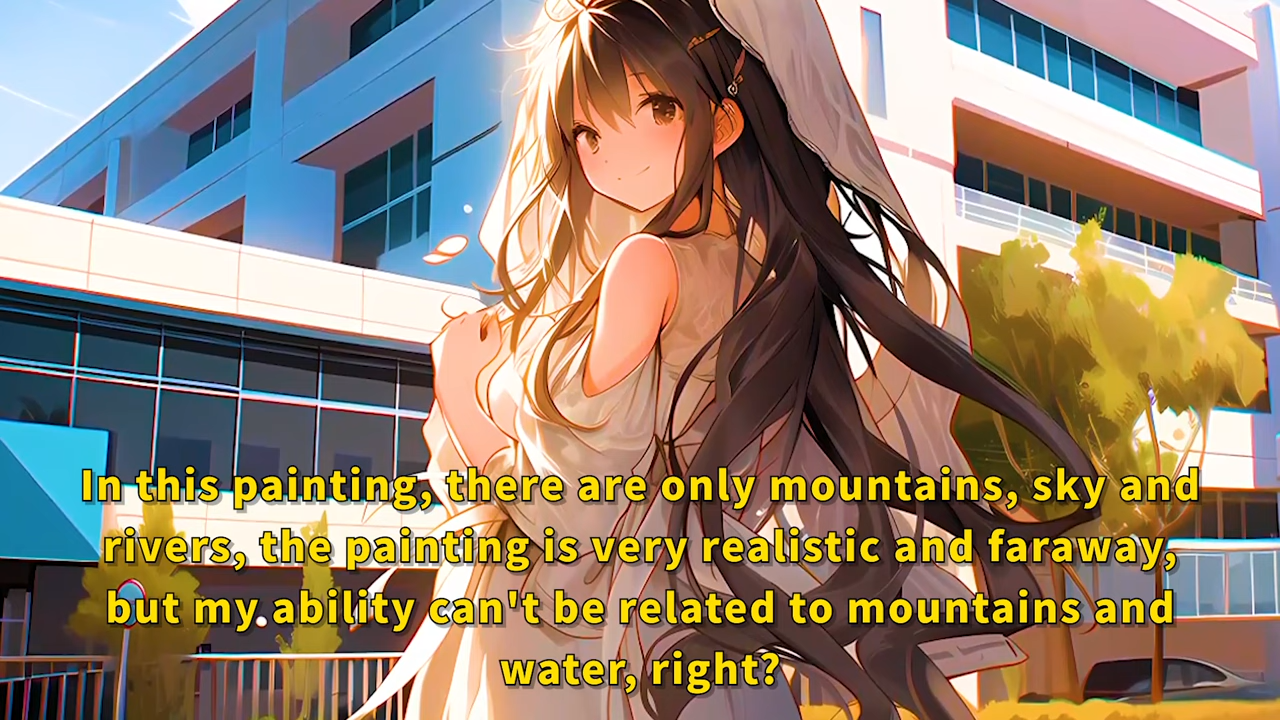 In this painting, there are only mountains, sky and
rivers, the painting is very realistic and faraway,
but my ability can't be related to mountains and
water, right?